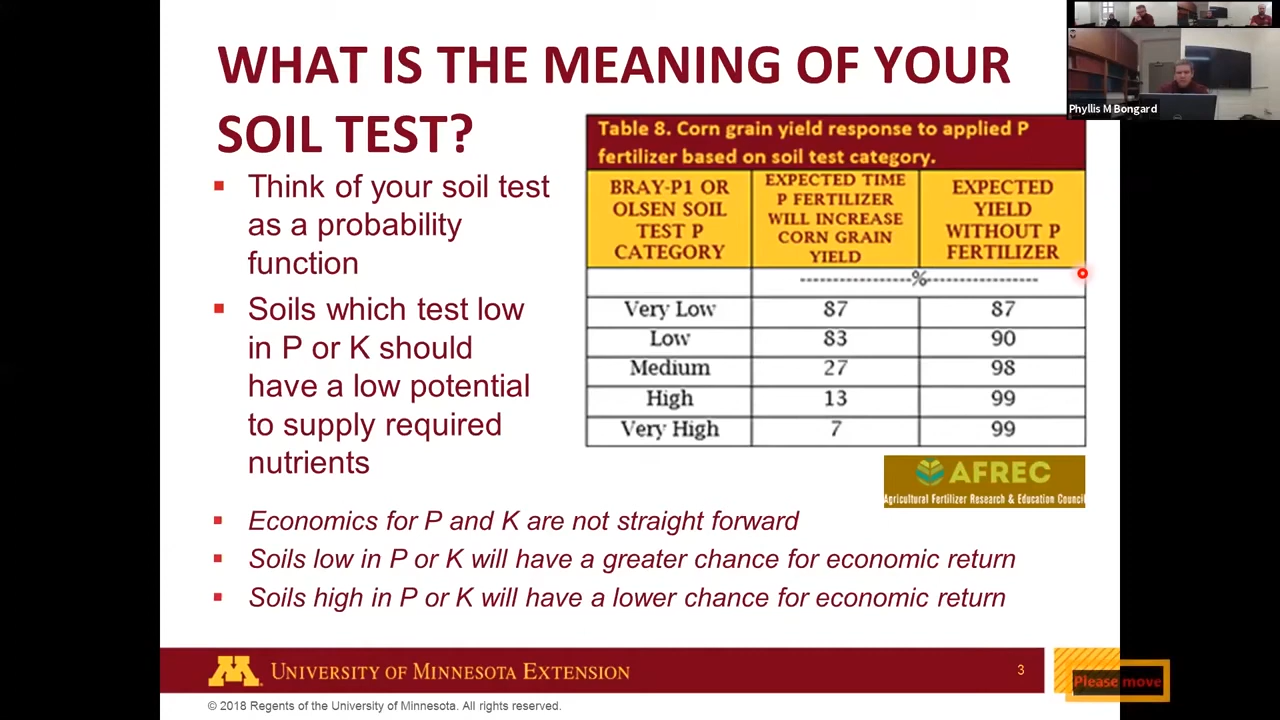 WHAT IS THE MEANING OF YOUR
SOIL TEST?
Phyllis M Bongard
▪ Think of your soil test
as a probability
function
▪ Soils which test low
in P or K should
have a low potential
to supply required
nutrients
Table 8. Corn grain yield response to applied P
fertilizer based on soil test category.
BRAY-P1 OR
OLSEN SOIL
TEST P
CATEGORY
EXPECTED TIME
P FERTILIZER
WILL INCREASE
CORN GRAIN
YIELD
EXPECTED
YIELD
WITHOUT P
FERTILIZER
-----------------%-----------------
Very Low 87 87
Low 83 90
Medium 27 98
High 13 99
Very High 7 99
AFREC
Agricultural Fertilizer Research & Education Council
▪ Economics for P and K are not straight forward
▪ Soils low in P or K will have a greater chance for economic return
▪ Soils high in P or K will have a lower chance for economic return
M UNIVERSITY OF MINNESOTA EXTENSION
3
Please move
© 2018 Regents of the University of Minnesota. All rights reserved.